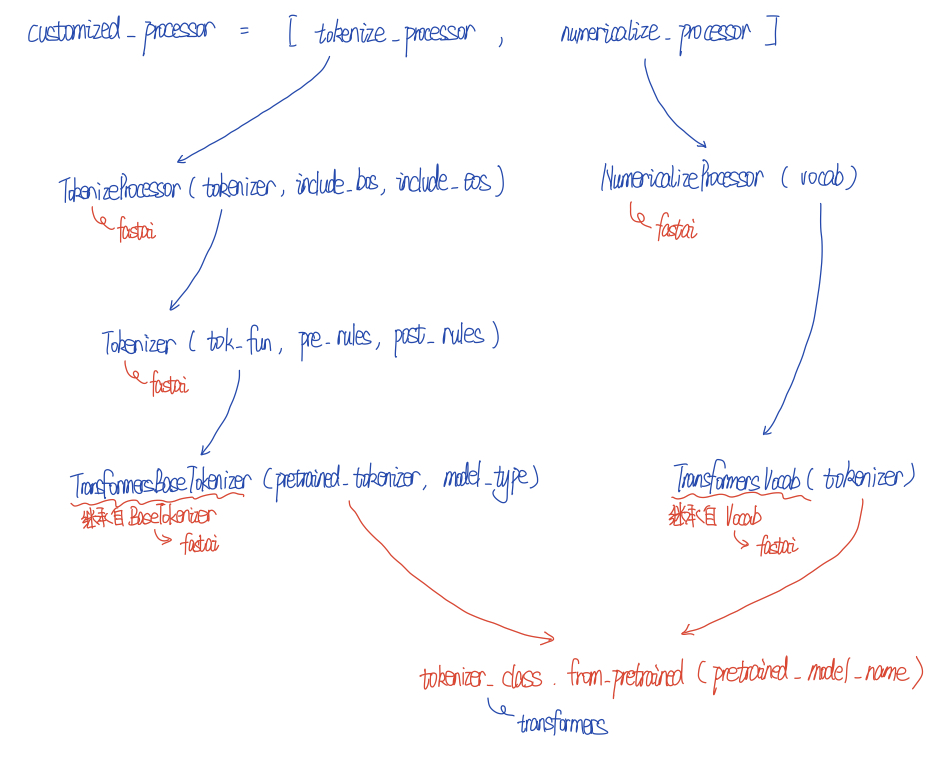 customized_processor = [ tokenize_processor , numericalize_processor ]
TokenizeProcessor ( tokenizer, include_bos, include_eos )
fastai
NumericalizeProcessor ( vocab )
fastai
Tokenizer ( tok_fun, pre_rules, post_rules )
fastai
TransformersBaseTokenizer (pretrained_tokenizer, model_type)
继承自 BaseTokenizer
fastai
TransformersVocab ( tokenizer )
继承自 Vocab
fastai
tokenizer_class . from_pretrained ( pretrained_model_name )
transformers